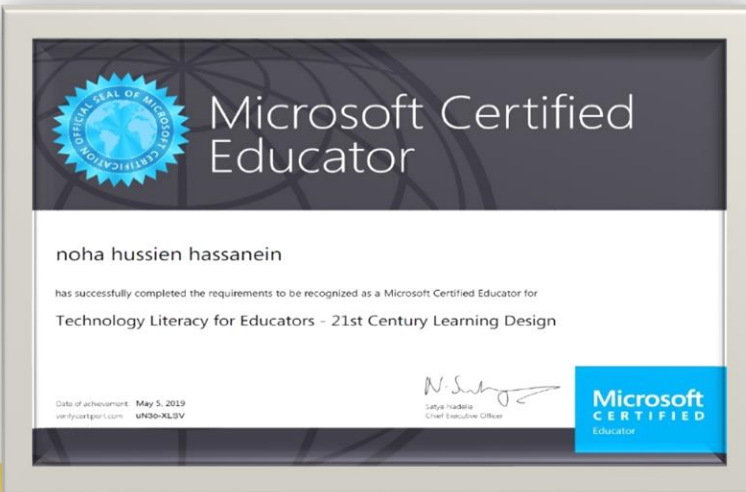 OFFICIAL SEAL OF MICROSOFT CERTIFICATION
Microsoft Certified
Educator
noha hussien hassanein
has successfully completed the requirements to be recognized as a Microsoft Certified Educator for
Technology Literacy for Educators - 21st Century Learning Design
Date of achievement: May 5, 2019
verify.certiport.com
Satya Nadella
Chief Executive Officer
Microsoft
CERTIFIED
Educator